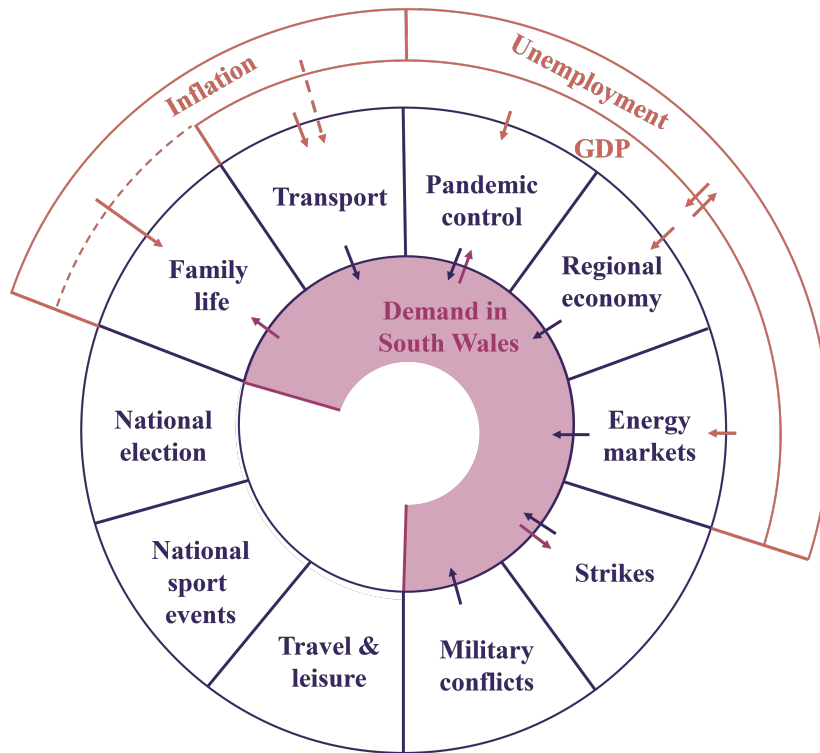 Inflation
Unemployment
GDP
Transport
Pandemic
control
Family
life
Regional
economy
Demand in
South Wales
National
election
Energy
markets
National
sport
events
Strikes
Travel &
leisure
Military
conflicts